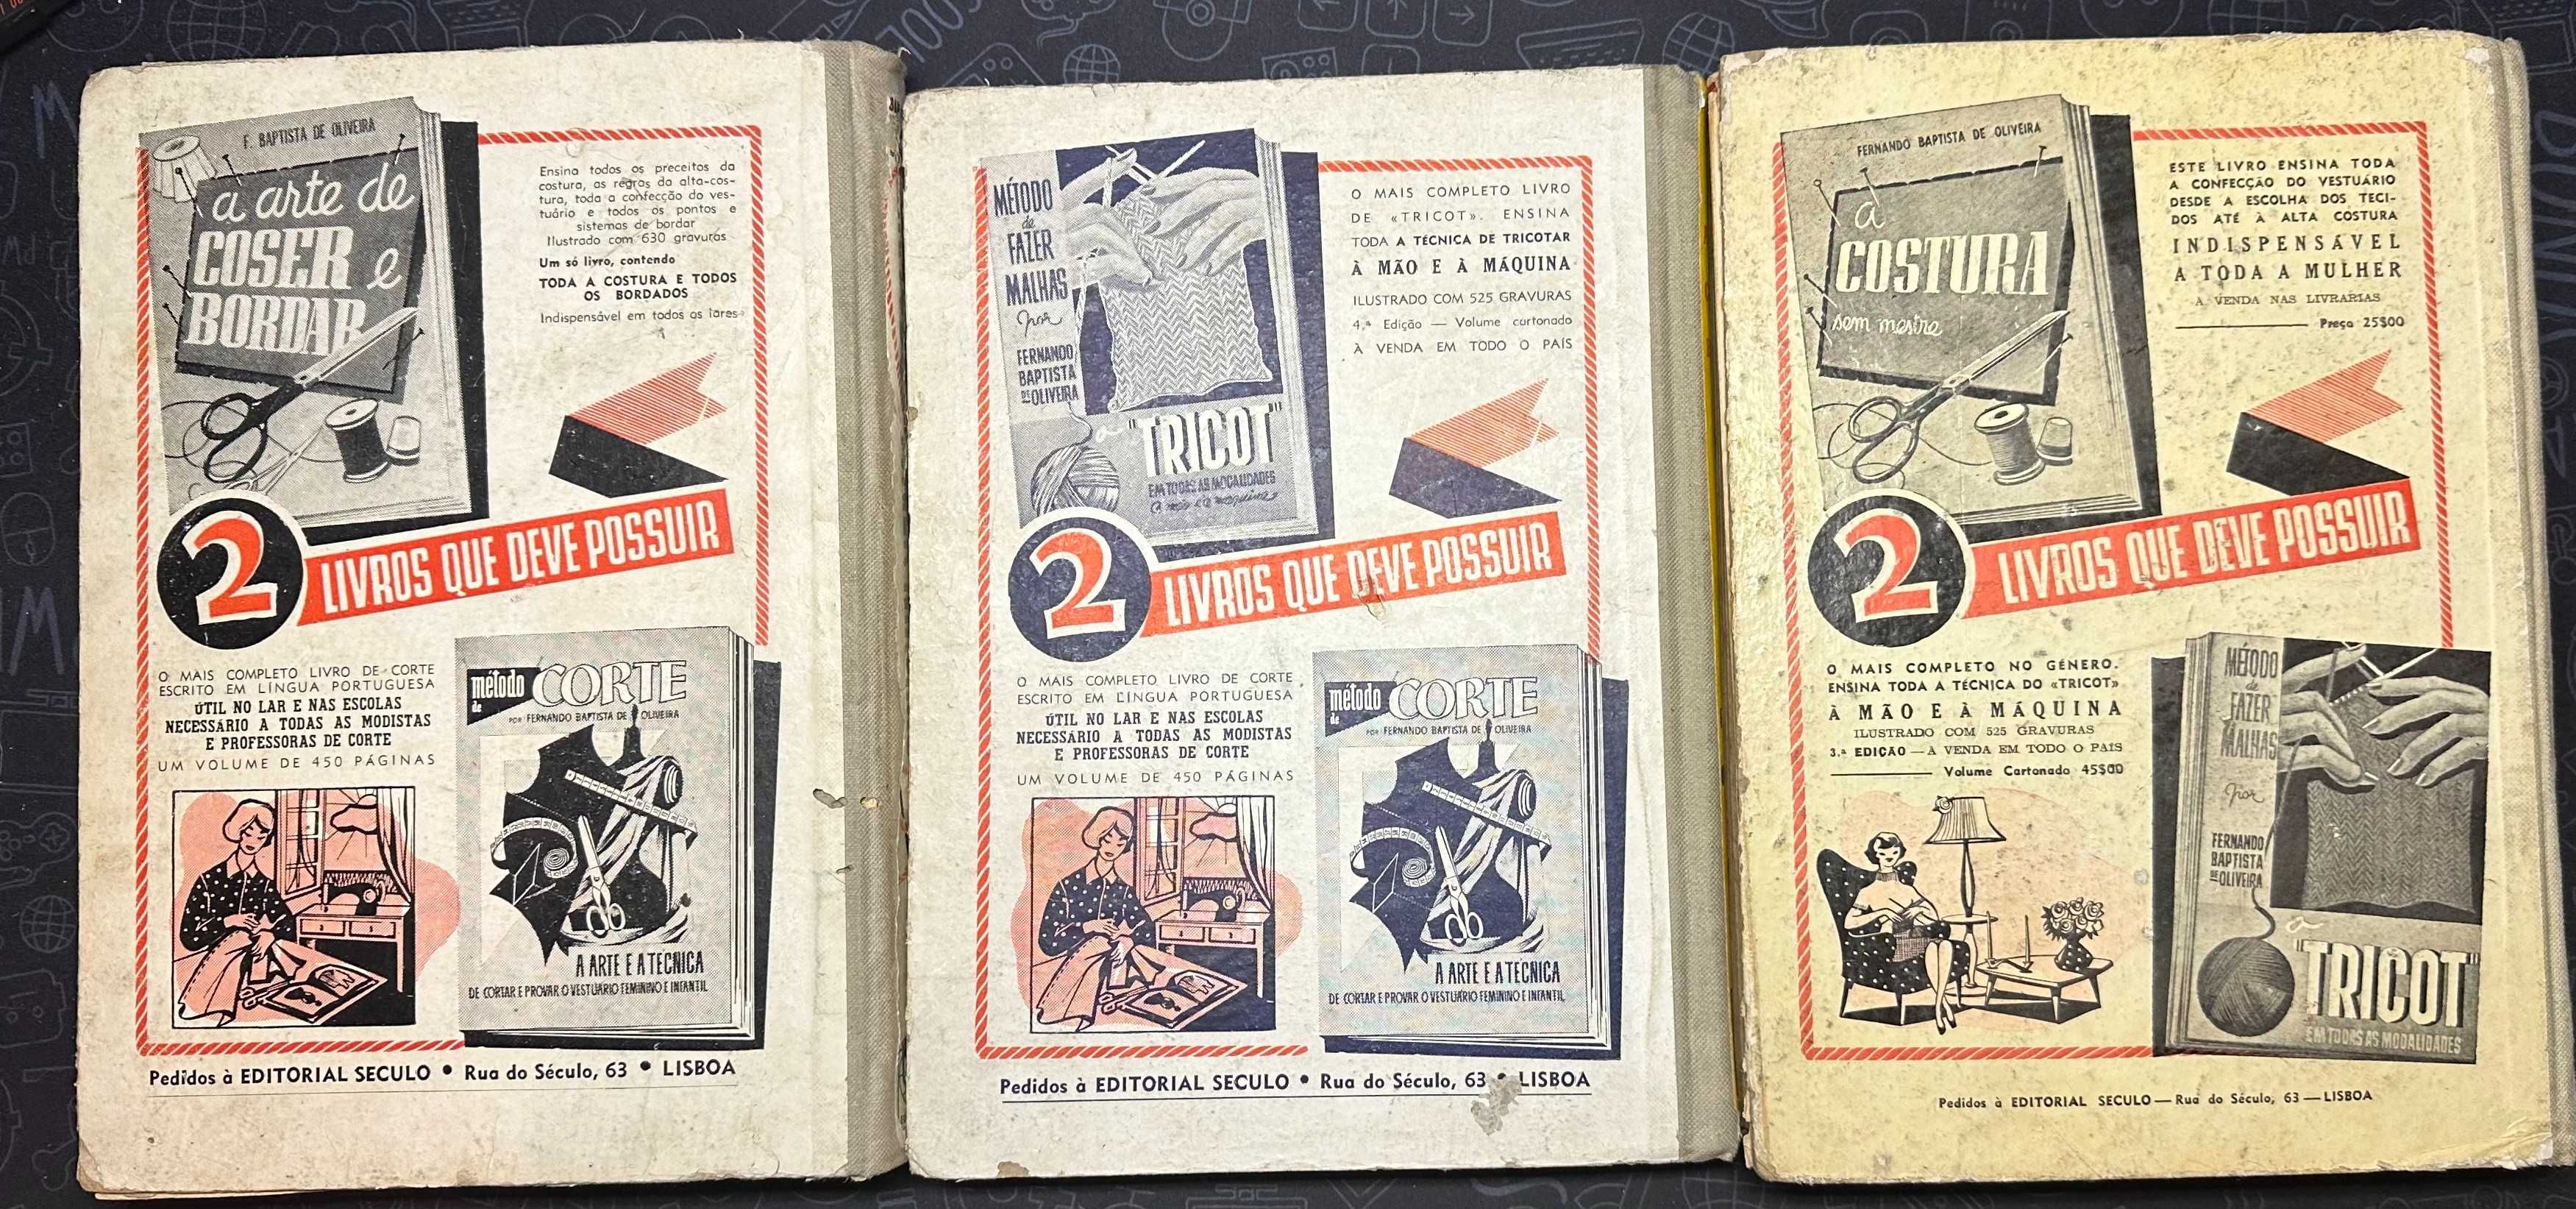 F. BAPTISTA DE OLIVEIRA
a arte de
COSER e
BORDAR
Ensina todos os preceitos da
costura, as regras da alta-cos-
tura, toda a confecção do ves-
tuário e todos os pontos e
sistemas de bordar
Ilustrado com 630 gravuras
Um só livro, contendo
TODA A COSTURA E TODOS
OS BORDADOS
Indispensável em todos os lares
2 LIVROS QUE DEVE POSSUIR
O MAIS COMPLETO LIVRO DE CORTE
ESCRITO EM LÍNGUA PORTUGUESA
ÚTIL NO LAR E NAS ESCOLAS
NECESSÁRIO A TODAS AS MODISTAS
E PROFESSORAS DE CORTE
UM VOLUME DE 450 PÁGINAS
método de CORTE
POR FERNANDO BAPTISTA DE OLIVEIRA
A ARTE E A TÉCNICA
DE CORTAR E PROVAR O VESTUÁRIO FEMININO E INFANTIL
Pedidos à EDITORIAL SECULO • Rua do Século, 63 • LISBOA
MÉTODO
de
FAZER
MALHAS
por
FERNANDO
BAPTISTA
DE OLIVEIRA
a "TRICOT"
EM TODAS AS MODALIDADES
à mão e à máquina
O MAIS COMPLETO LIVRO
DE «TRICOT». ENSINA
TODA A TÉCNICA DE TRICOTAR
À MÃO E À MÁQUINA
ILUSTRADO COM 525 GRAVURAS
4.ª Edição — Volume cartonado
À VENDA EM TODO O PAÍS
2 LIVROS QUE DEVE POSSUIR
O MAIS COMPLETO LIVRO DE CORTE
ESCRITO EM LÍNGUA PORTUGUESA
ÚTIL NO LAR E NAS ESCOLAS
NECESSÁRIO A TODAS AS MODISTAS
E PROFESSORAS DE CORTE
UM VOLUME DE 450 PÁGINAS
método de CORTE
POR FERNANDO BAPTISTA DE OLIVEIRA
A ARTE E A TÉCNICA
DE CORTAR E PROVAR O VESTUÁRIO FEMININO E INFANTIL
Pedidos à EDITORIAL SECULO • Rua do Século, 63 • LISBOA
FERNANDO BAPTISTA DE OLIVEIRA
a
COSTURA
sem mestre
ESTE LIVRO ENSINA TODA
A CONFECÇÃO DO VESTUÁRIO
DESDE A ESCOLHA DOS TECI-
DOS ATÉ À ALTA COSTURA
INDISPENSÁVEL
A TODA A MULHER
À VENDA NAS LIVRARIAS
Preço 25$00
2 LIVROS QUE DEVE POSSUIR
O MAIS COMPLETO NO GÉNERO.
ENSINA TODA A TÉCNICA DO «TRICOT»
À MÃO E À MÁQUINA
ILUSTRADO COM 525 GRAVURAS
3.ª EDIÇÃO — À VENDA EM TODO O PAÍS
Volume Cartonado 45$00
MÉTODO
de
FAZER
MALHAS
por
FERNANDO
BAPTISTA
DE OLIVEIRA
a
"TRICOT"
EM TODAS AS MODALIDADES
Pedidos à EDITORIAL SECULO — Rua do Século, 63 — LISBOA